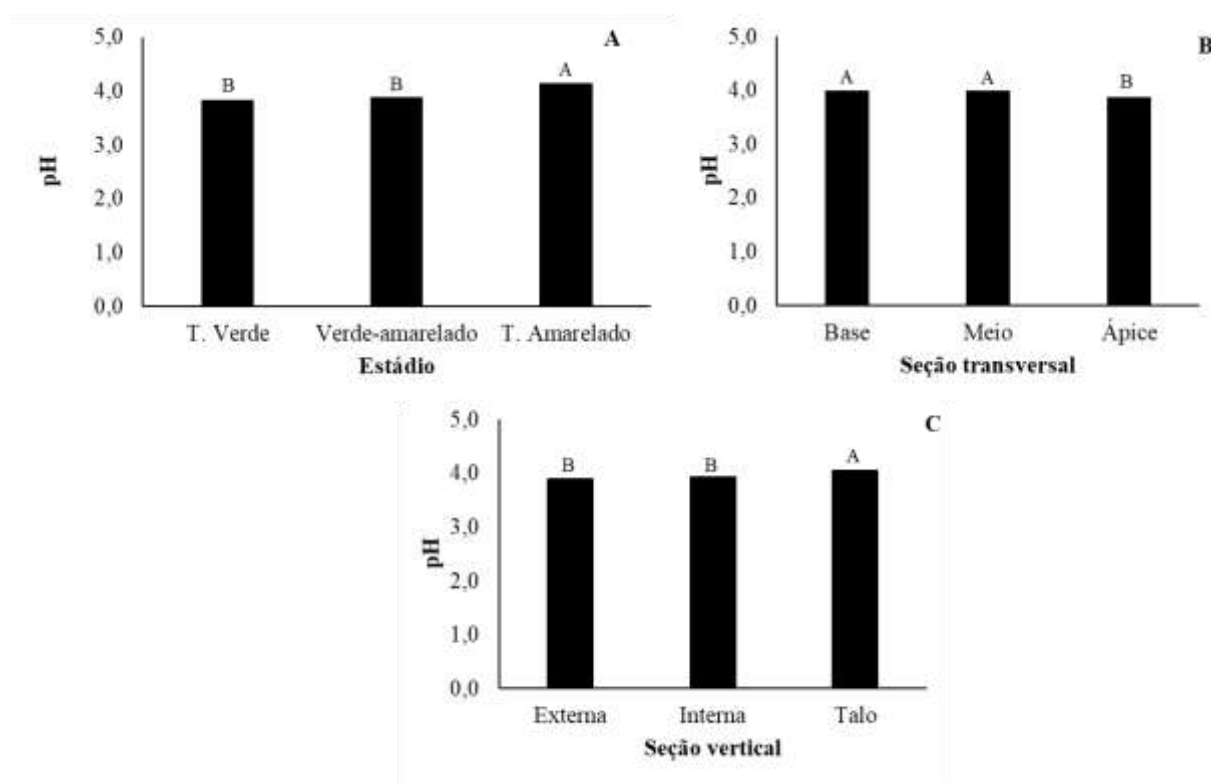 A
5,0
4,0
3,0
2,0
1,0
0,0
pH
B B A
T. Verde Verde-amarelado T. Amarelado
Estádio
B
5,0
4,0
3,0
2,0
1,0
0,0
pH
A A B
Base Meio Ápice
Seção transversal
C
5,0
4,0
3,0
2,0
1,0
0,0
pH
B B A
Externa Interna Talo
Seção vertical